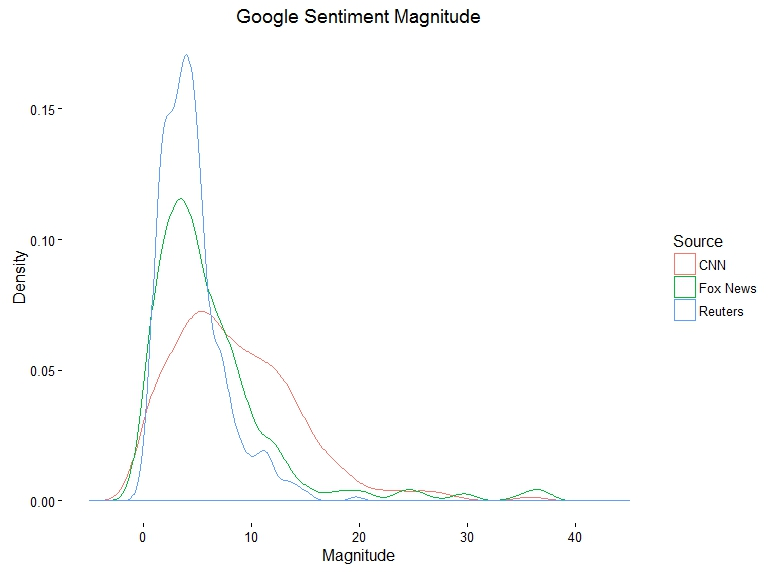 Google Sentiment Magnitude
0.15
0.10
0.05
0.00
Density
0
10
20
30
40
Magnitude
Source
CNN
Fox News
Reuters